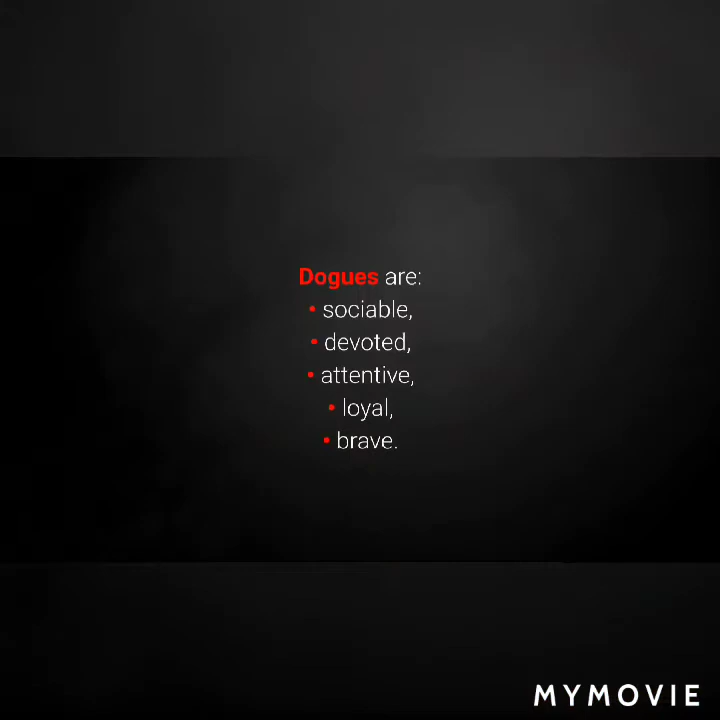 Dogues are:
• sociable,
• devoted,
• attentive,
• loyal,
• brave.
MYMOVIE